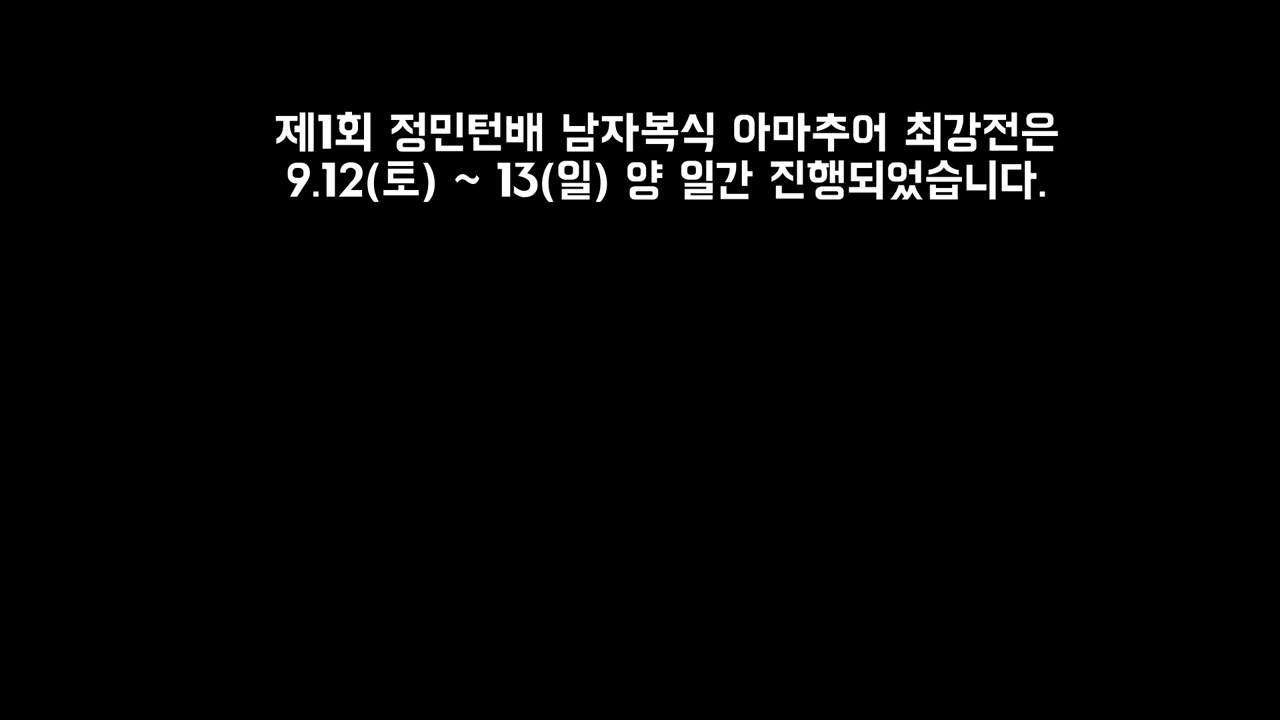 제1회 정민턴배 남자복식 아마추어 최강전은
9.12(토) ~ 13(일) 양 일간 진행되었습니다.